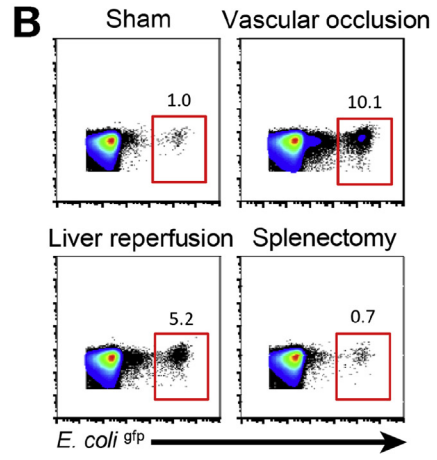 B
Sham
Vascular occlusion
1.0
10.1
Liver reperfusion
Splenectomy
5.2
0.7
E. coli gfp